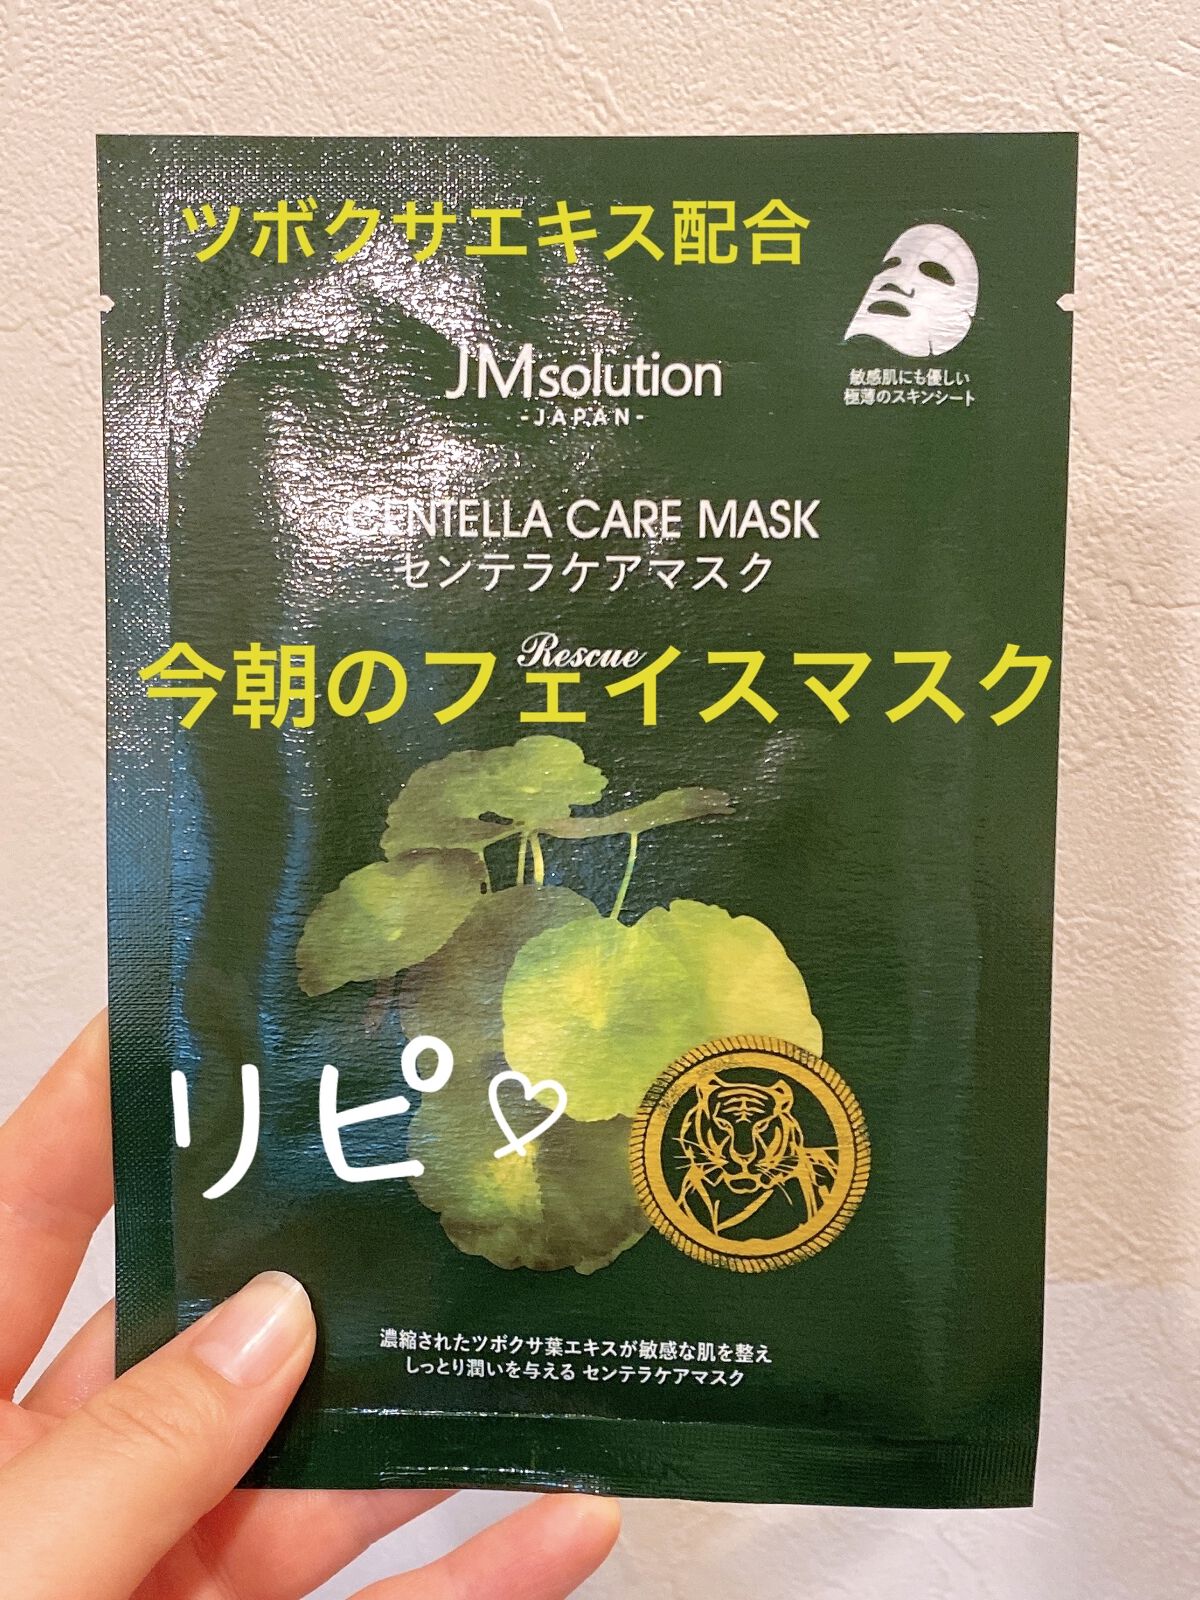 ツボクサエキス配合
JMsolution
-JAPAN-
敏感肌にも優しい
極薄のスキンシート
CENTELLA CARE MASK
センテラケアマスク
Rescue
今朝のフェイスマスク
リピ♡
濃縮されたツボクサ葉エキスが敏感な肌を整え
しっとり潤いを与える センテラケアマスク